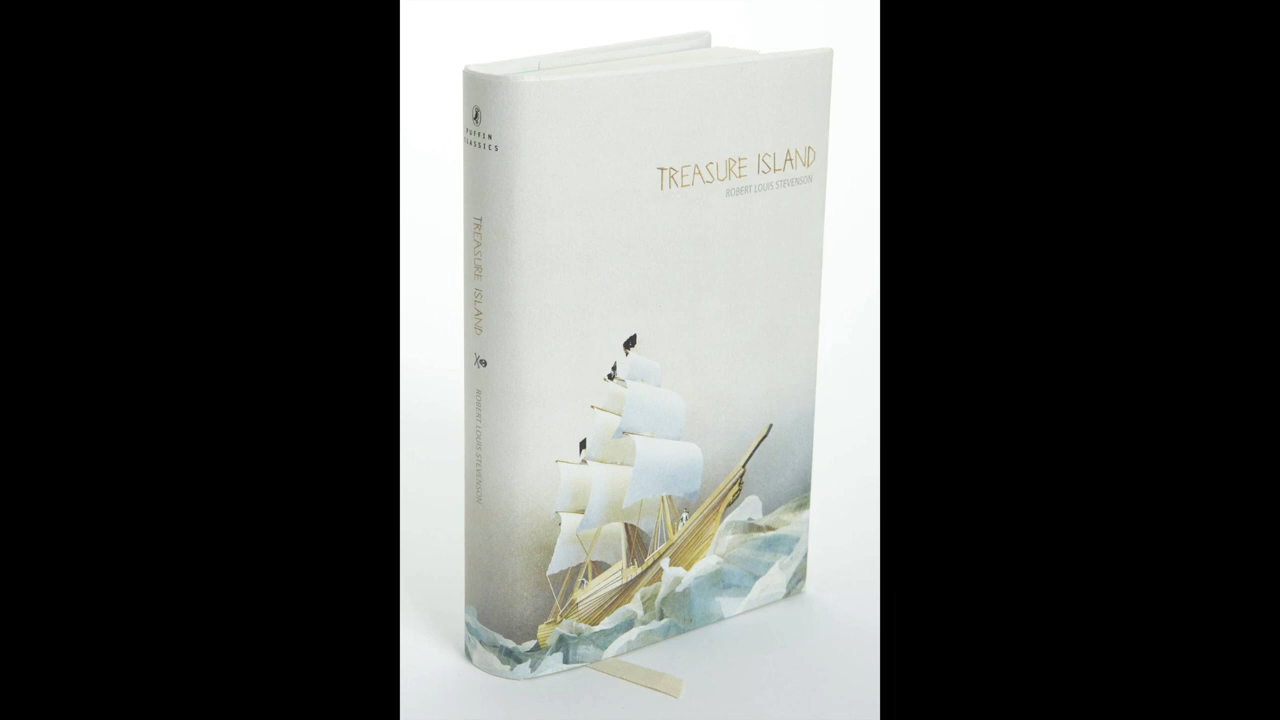 PUFFIN
CLASSICS
TREASURE ISLAND
ROBERT LOUIS STEVENSON
TREASURE ISLAND
ROBERT LOUIS STEVENSON